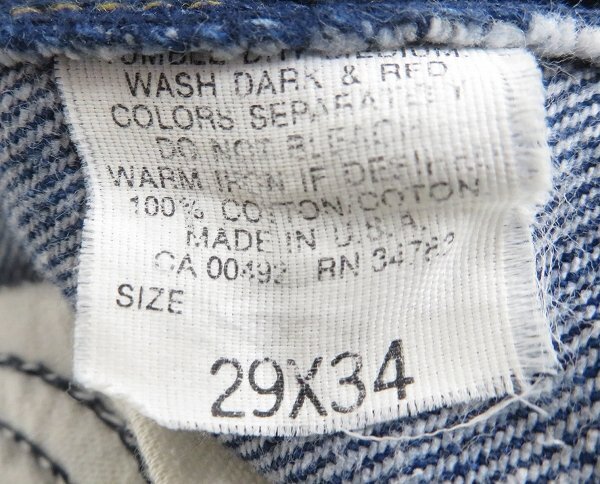 WASH DARK & RED
COLORS SEPARATELY
DO NOT BLEACH
WARM IRON IF DESIRED
100% COTTON/COTON
MADE IN U.S.A.
CA 00492 RN 34782
SIZE
29X34